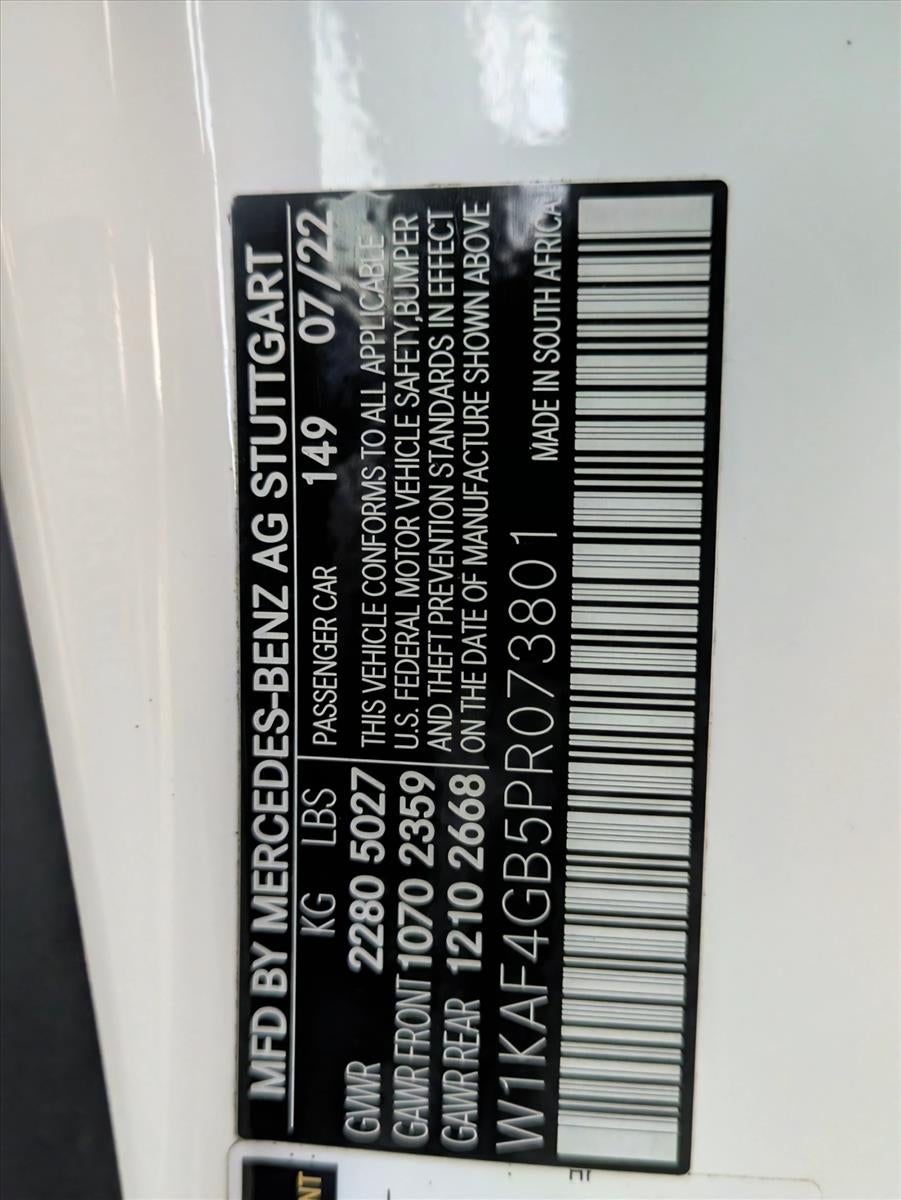 MFD BY MERCEDES-BENZ AG STUTTGART
KG LBS
GWWR 2280 5027
GAWR FRONT 1070 2359
GAWR REAR 1210 2668
PASSENGER CAR 149 07/22
THIS VEHICLE CONFORMS TO ALL APPLICABLE
U.S. FEDERAL MOTOR VEHICLE SAFETY,BUMPER
AND THEFT PREVENTION STANDARDS IN EFFECT
ON THE DATE OF MANUFACTURE SHOWN ABOVE
W1KAF4GB5PR073801
MADE IN SOUTH AFRICA
NT